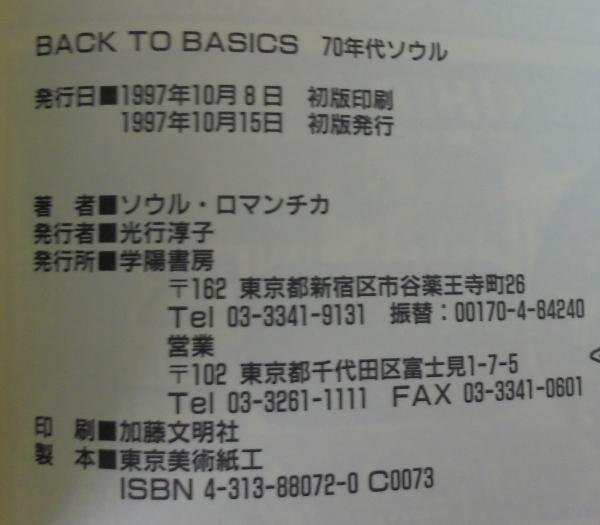 BACK TO BASICS 70年代ソウル
発行日■1997年10月8日 初版印刷
1997年10月15日 初版発行
著 者■ソウル・ロマンチカ
発行者■光行淳子
発行所■学陽書房
〒162 東京都新宿区市谷薬王寺町26
Tel 03-3341-9131 振替:00170-4-84240
営業
〒102 東京都千代田区富士見1-7-5
Tel 03-3261-1111 FAX 03-3341-0601
印 刷■加藤文明社
製 本■東京美術紙工
ISBN 4-313-88072-0 C0073